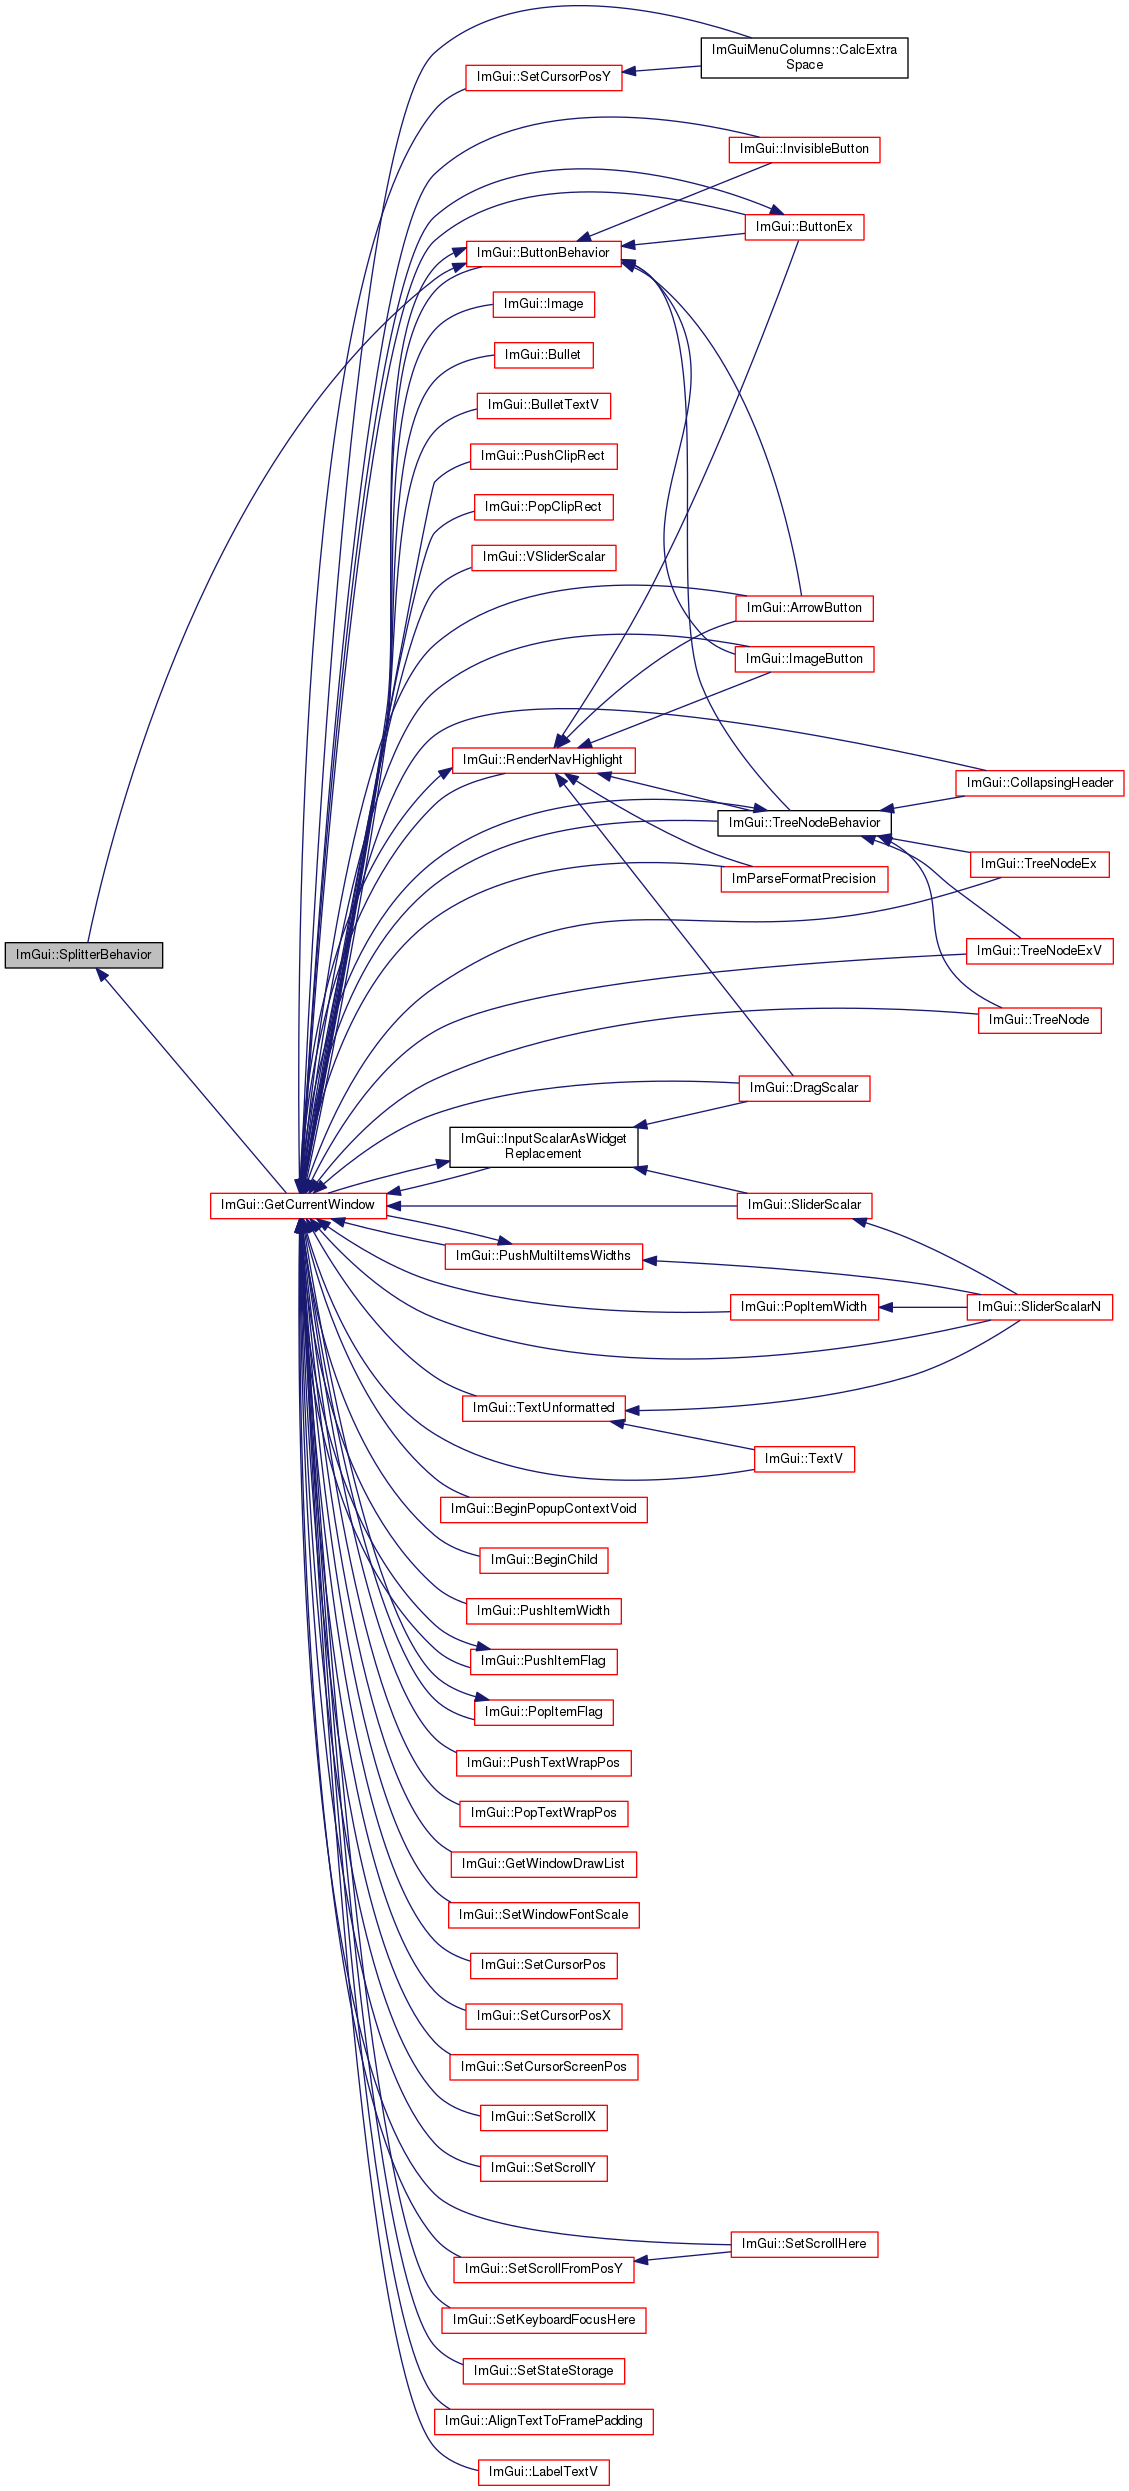 ImGuiMenuColumns::CalcExtra
Space
ImGui::SetCursorPosY
ImGui::InvisibleButton
ImGui::ButtonEx
ImGui::ButtonBehavior
ImGui::Image
ImGui::Bullet
ImGui::BulletTextV
ImGui::PushClipRect
ImGui::PopClipRect
ImGui::VSliderScalar
ImGui::ArrowButton
ImGui::ImageButton
ImGui::RenderNavHighlight
ImGui::CollapsingHeader
ImGui::TreeNodeBehavior
ImGui::TreeNodeEx
ImParseFormatPrecision
ImGui::SplitterBehavior
ImGui::TreeNodeExV
ImGui::TreeNode
ImGui::DragScalar
ImGui::InputScalarAsWidget
Replacement
ImGui::GetCurrentWindow
ImGui::SliderScalar
ImGui::PushMultiItemsWidths
ImGui::PopItemWidth
ImGui::SliderScalarN
ImGui::TextUnformatted
ImGui::TextV
ImGui::BeginPopupContextVoid
ImGui::BeginChild
ImGui::PushItemWidth
ImGui::PushItemFlag
ImGui::PopItemFlag
ImGui::PushTextWrapPos
ImGui::PopTextWrapPos
ImGui::GetWindowDrawList
ImGui::SetWindowFontScale
ImGui::SetCursorPos
ImGui::SetCursorPosX
ImGui::SetCursorScreenPos
ImGui::SetScrollX
ImGui::SetScrollY
ImGui::SetScrollHere
ImGui::SetScrollFromPosY
ImGui::SetKeyboardFocusHere
ImGui::SetStateStorage
ImGui::AlignTextToFramePadding
ImGui::LabelTextV